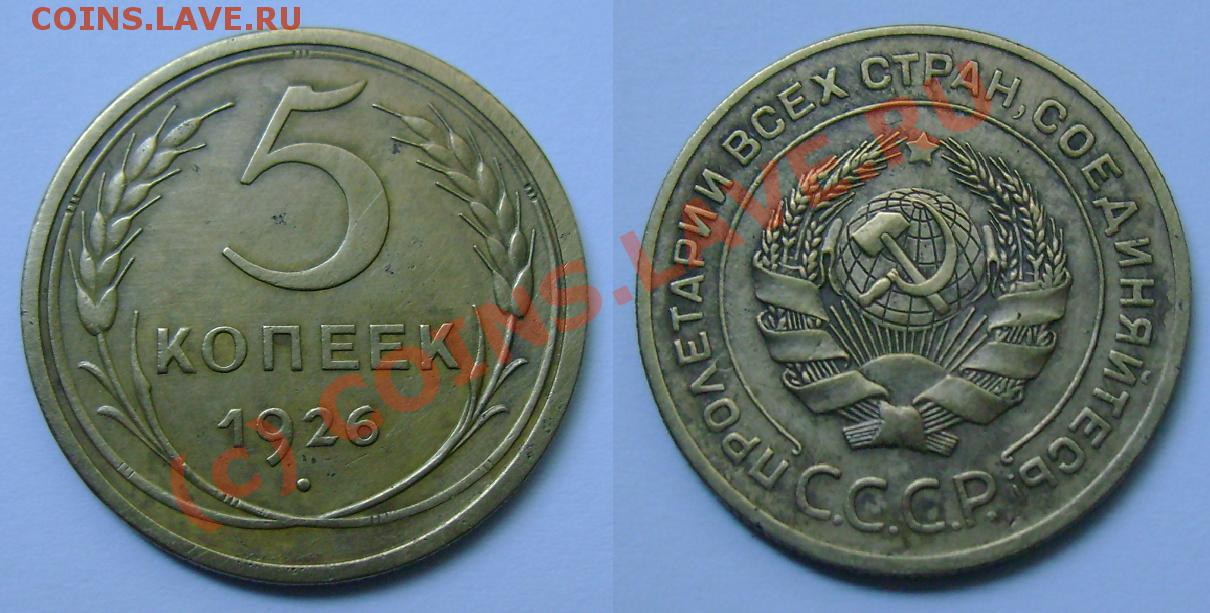 COINS.LAVE.RU
5
КОПЕЕК
1926
ПРОЛЕТАРИИ ВСЕХ СТРАН, СОЕДИНЯЙТЕСЬ!
С.С.С.Р.
(c) COINS.LAVE.RU